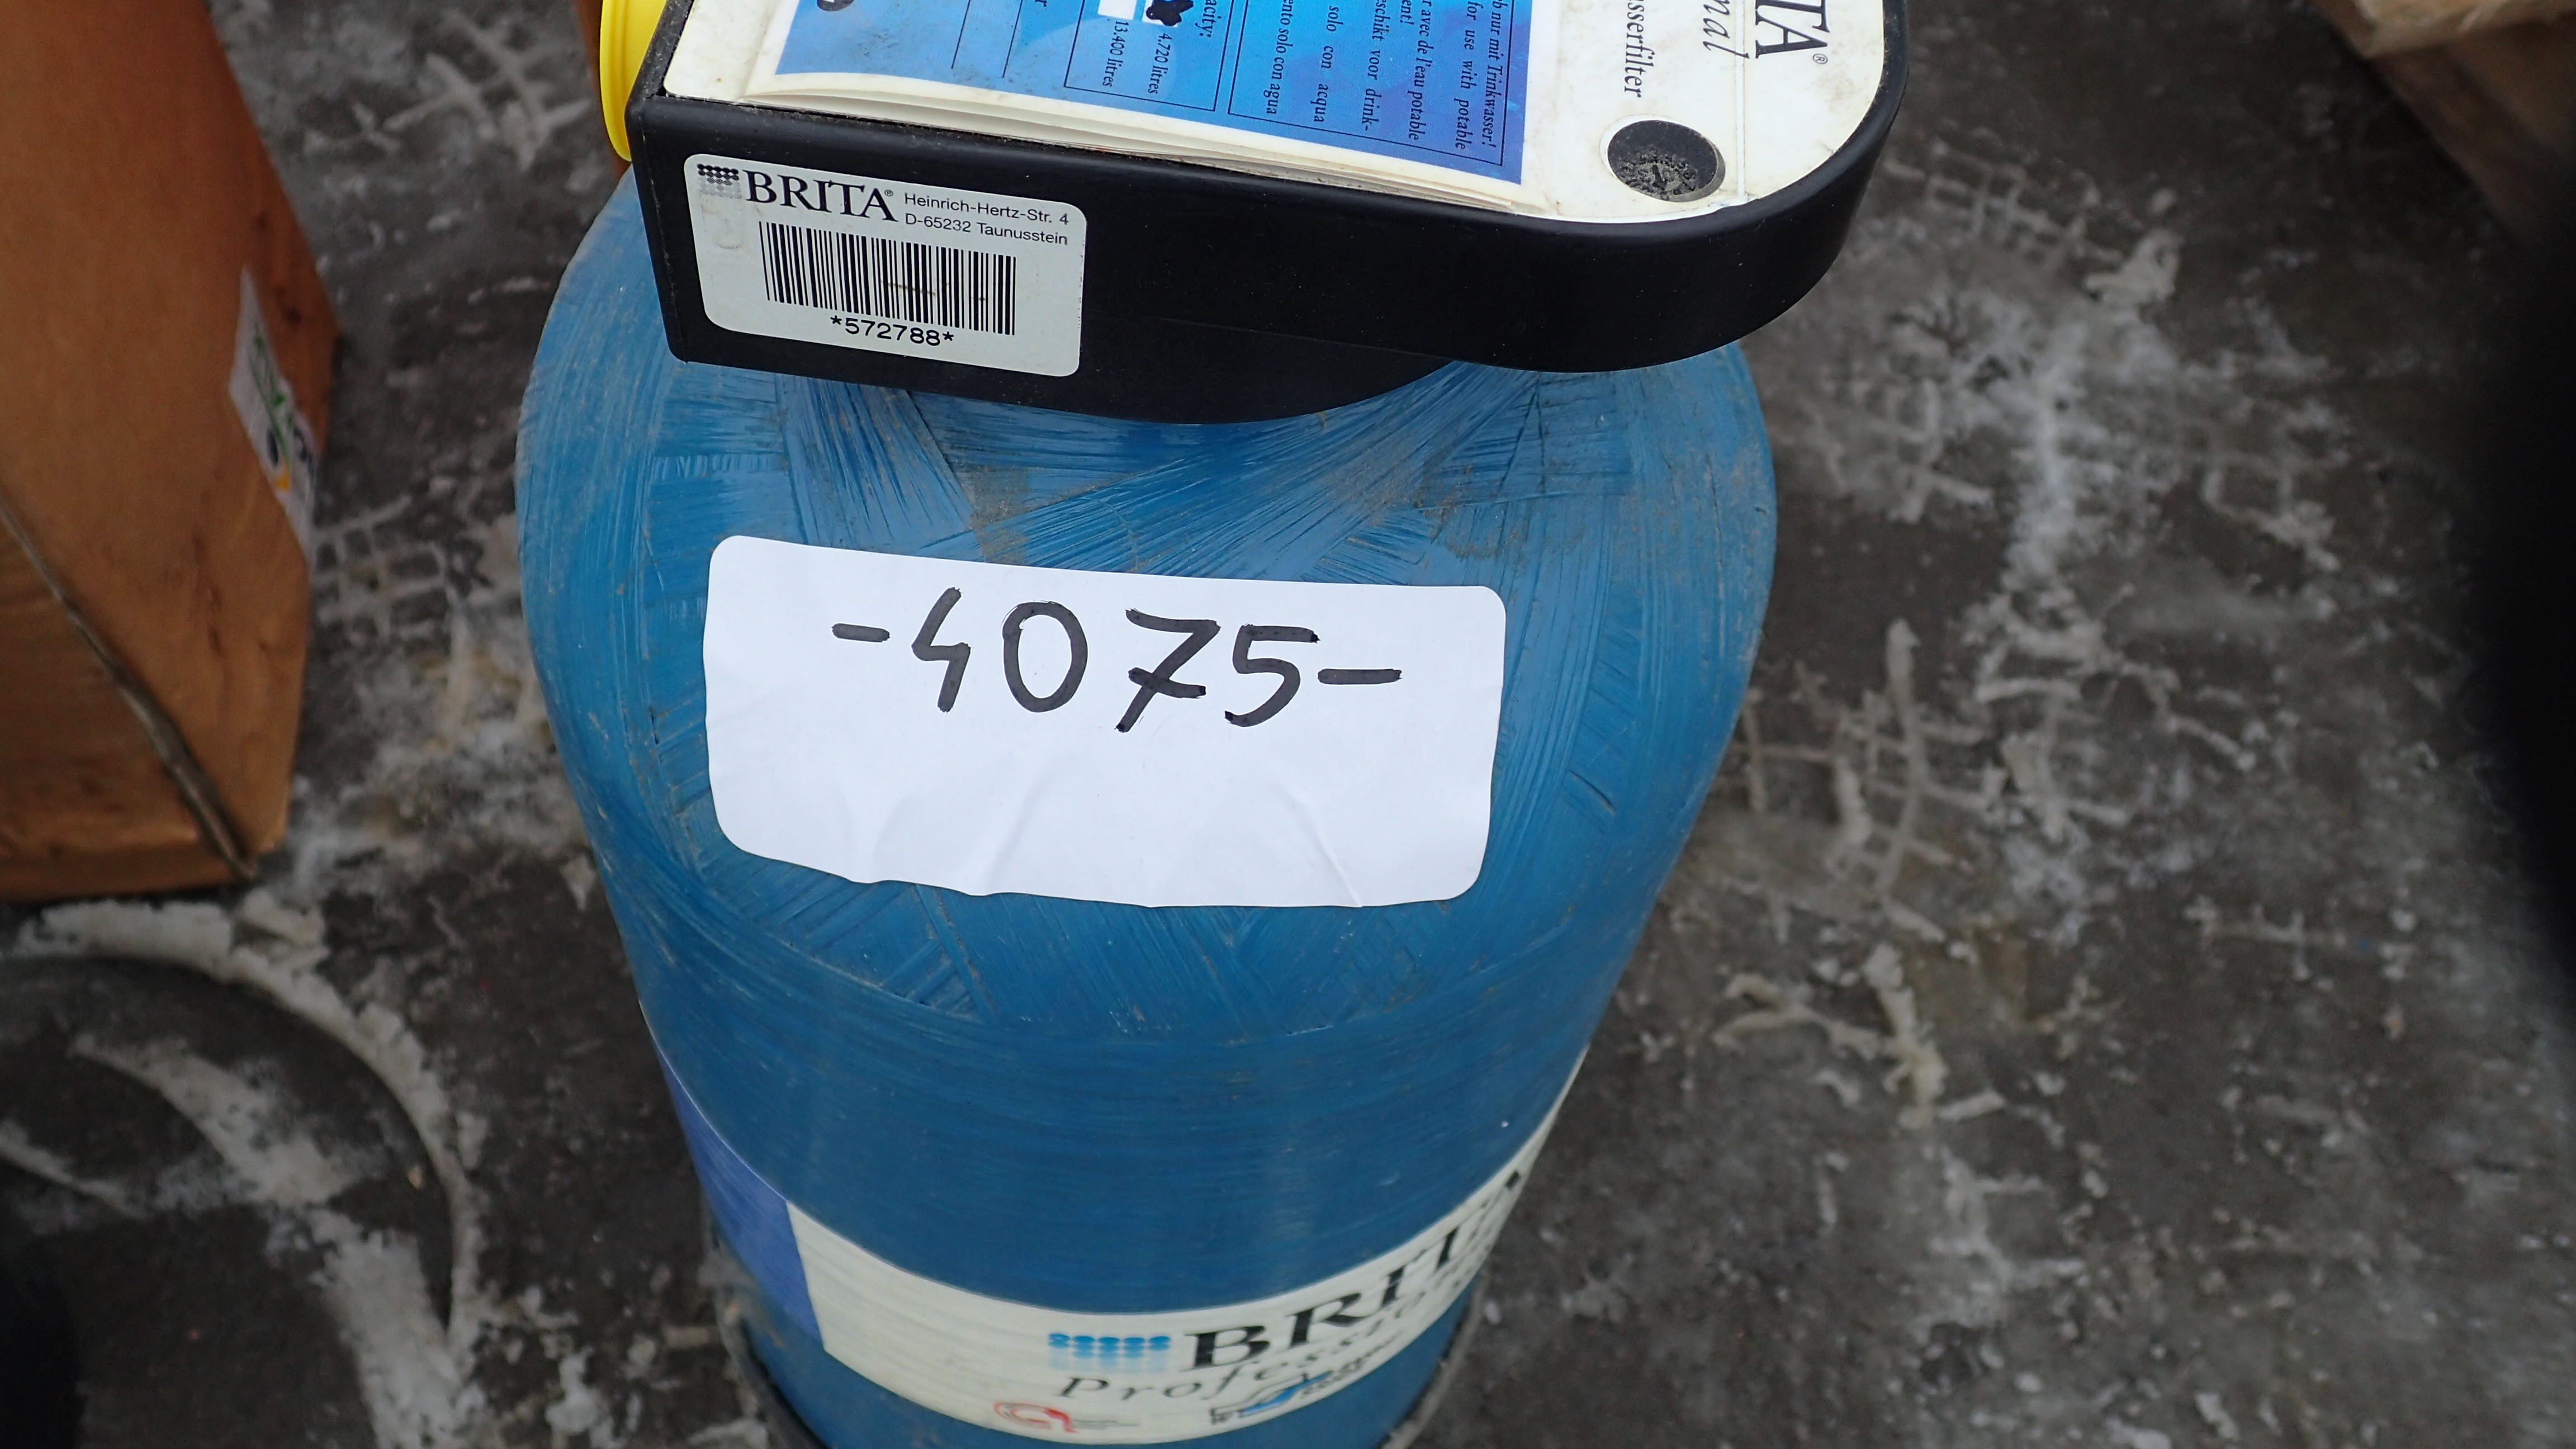 TA®
nal
sserfilter
b nur mit Trinkwasser!
for use with potable
r avec de l'eau potable
ent!
eschikt voor drink-
solo con acqua
ento solo con agua
acity:
4.720 litres
13.400 litres
BRITA®
Heinrich-Hertz-Str. 4
D-65232 Taunusstein
*572788*
-4075-
BRITA
Professional